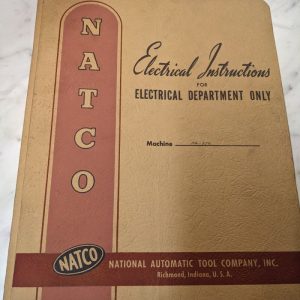 NATCO
Electrical Instructions
FOR
ELECTRICAL DEPARTMENT ONLY
Machine
NATCO
NATIONAL AUTOMATIC TOOL COMPANY, INC.
Richmond, Indiana, U. S. A.